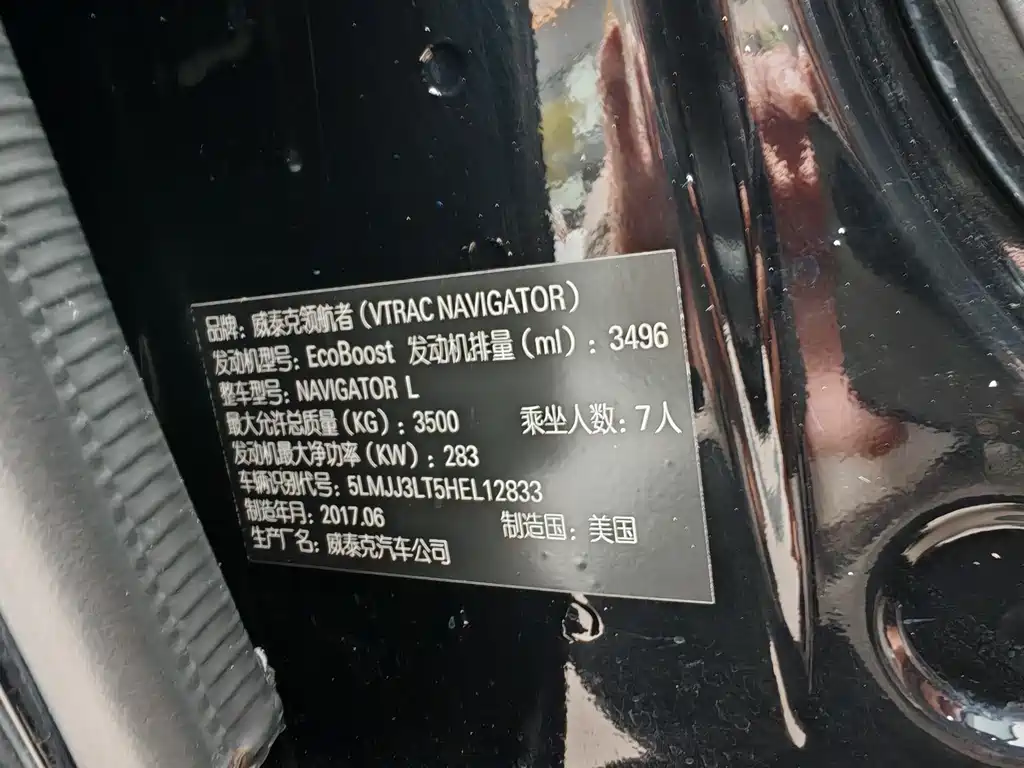 品牌: 威泰克领航者 (VTRAC NAVIGATOR)
发动机型号: EcoBoost 发动机排量 (ml) : 3496
整车型号: NAVIGATOR L
最大允许总质量 (KG) : 3500 乘坐人数: 7人
发动机最大净功率 (KW) : 283
车辆识别代号: 5LMJJ3LT5HEL12833
制造年月: 2017.06 制造国: 美国
生产厂名: 威泰克汽车公司